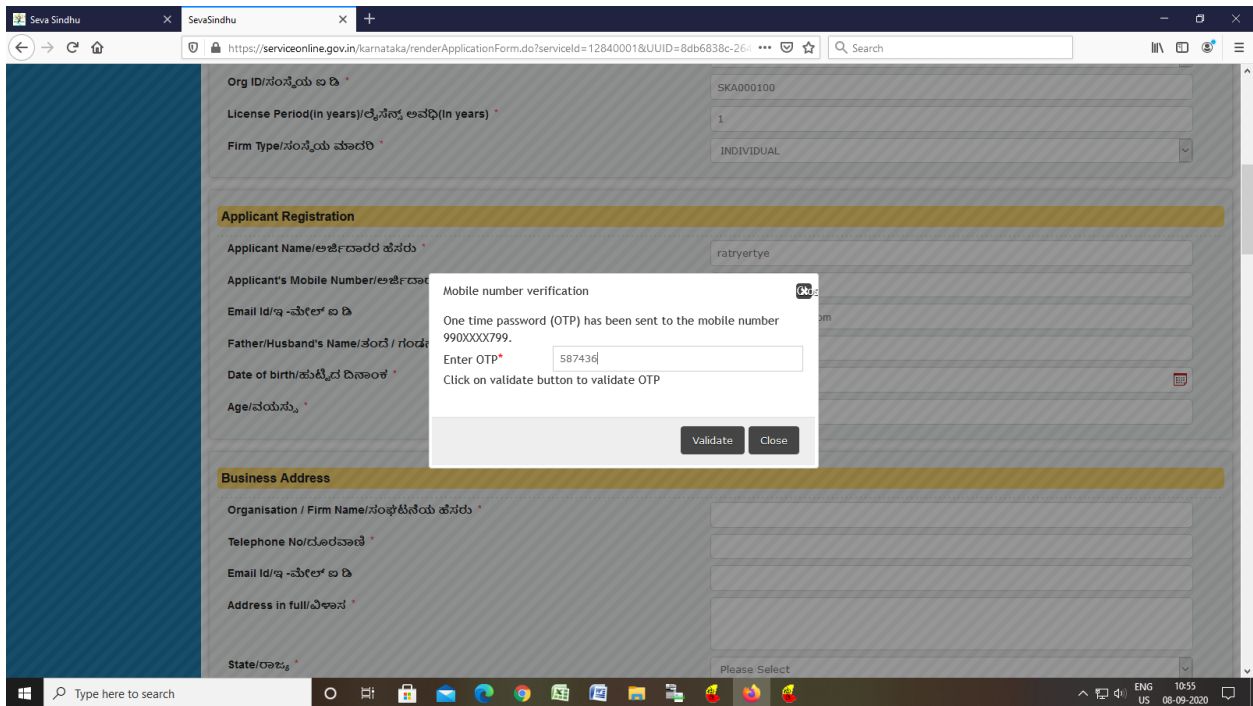 Seva Sindhu
SevaSindhu
https://serviceonline.gov.in/karnataka/renderApplicationForm.do?serviceId=12840001&UUID=8db6838c-264
Search
Org ID/ಸಂಸ್ಥೆಯ ಐ ಡಿ *
SKA000100
License Period(in years)/ಲೈಸೆನ್ಸ್ ಅವಧಿ(In years) *
1
Firm Type/ಸಂಸ್ಥೆಯ ಮಾದರಿ *
INDIVIDUAL
Applicant Registration
Applicant Name/ಅರ್ಜಿದಾರರ ಹೆಸರು *
ratryertye
Applicant's Mobile Number/ಅರ್ಜಿದಾರ
Email Id/ಇ -ಮೇಲ್ ಐ ಡಿ
om
Father/Husband's Name/ತಂದೆ / ಗಂಡನ
Date of birth/ಹುಟ್ಟಿದ ದಿನಾಂಕ *
Age/ವಯಸ್ಸು *
Mobile number verification
One time password (OTP) has been sent to the mobile number
990XXXX799.
Enter OTP*
587436
Click on validate button to validate OTP
Validate
Close
Business Address
Organisation / Firm Name/ಸಂಘಟನೆಯ ಹೆಸರು *
Telephone No/ದೂರವಾಣಿ *
Email Id/ಇ -ಮೇಲ್ ಐ ಡಿ
Address in full/ವಿಳಾಸ *
State/ರಾಜ್ಯ *
Please Select
Type here to search
ENG
US
10:55
08-09-2020